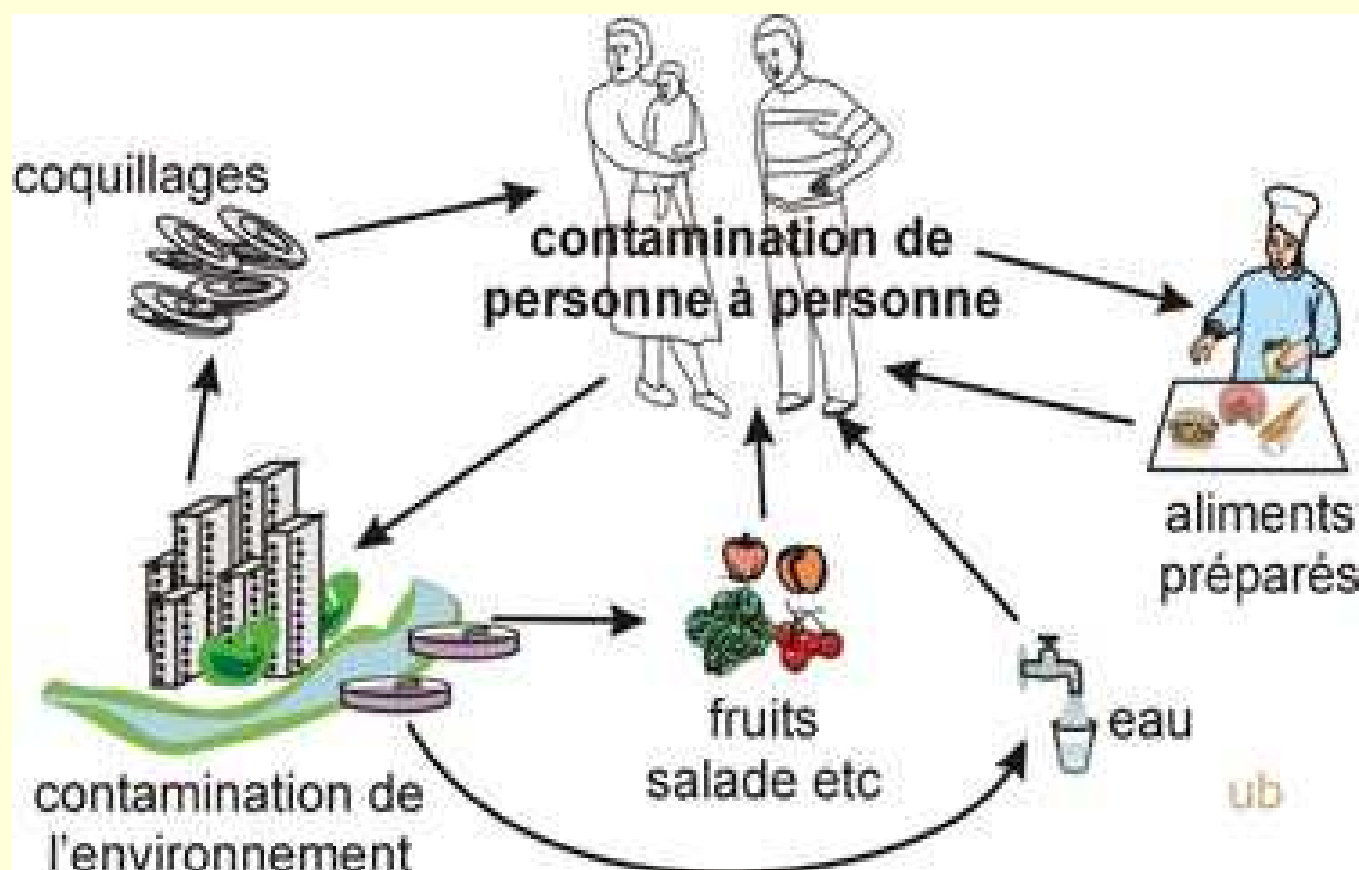 coquillages
contamination de
personne à personne
aliments
préparés
fruits
salade etc
eau
contamination de
l'environnement
ub